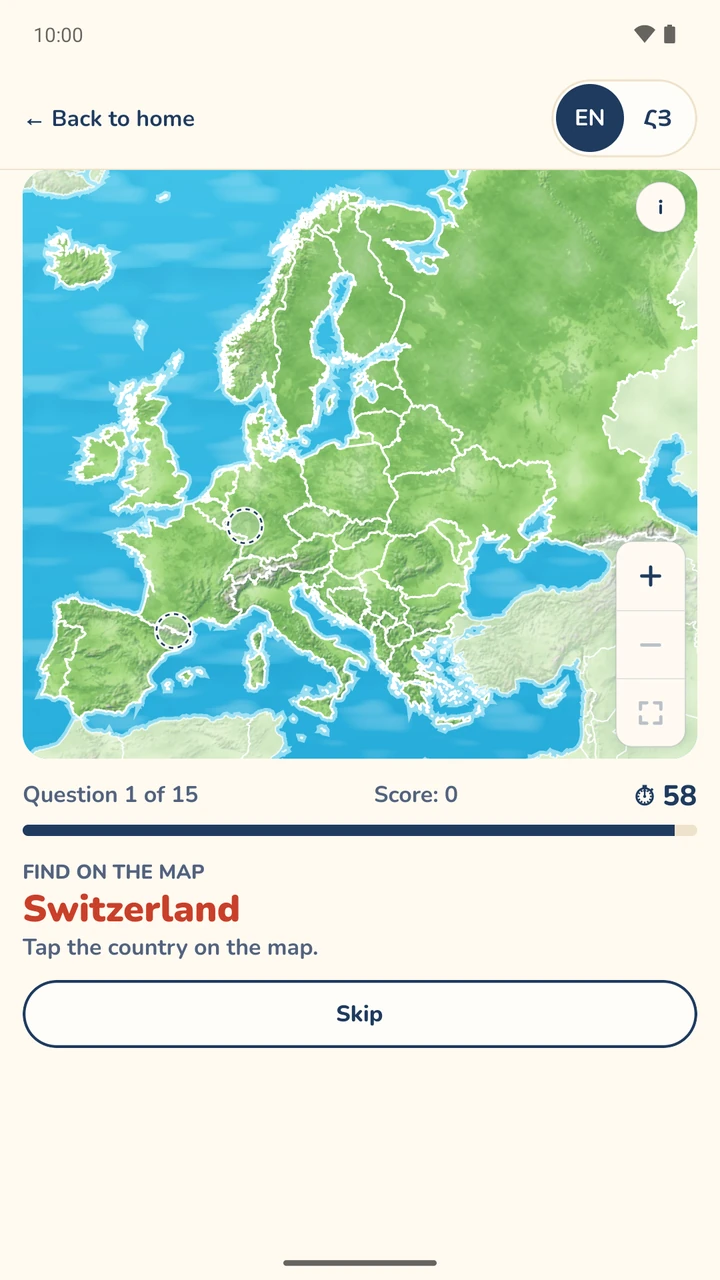 10:00
← Back to home
EN
ՀՅ
i
+
−
Question 1 of 15
Score: 0
58
FIND ON THE MAP
Switzerland
Tap the country on the map.
Skip